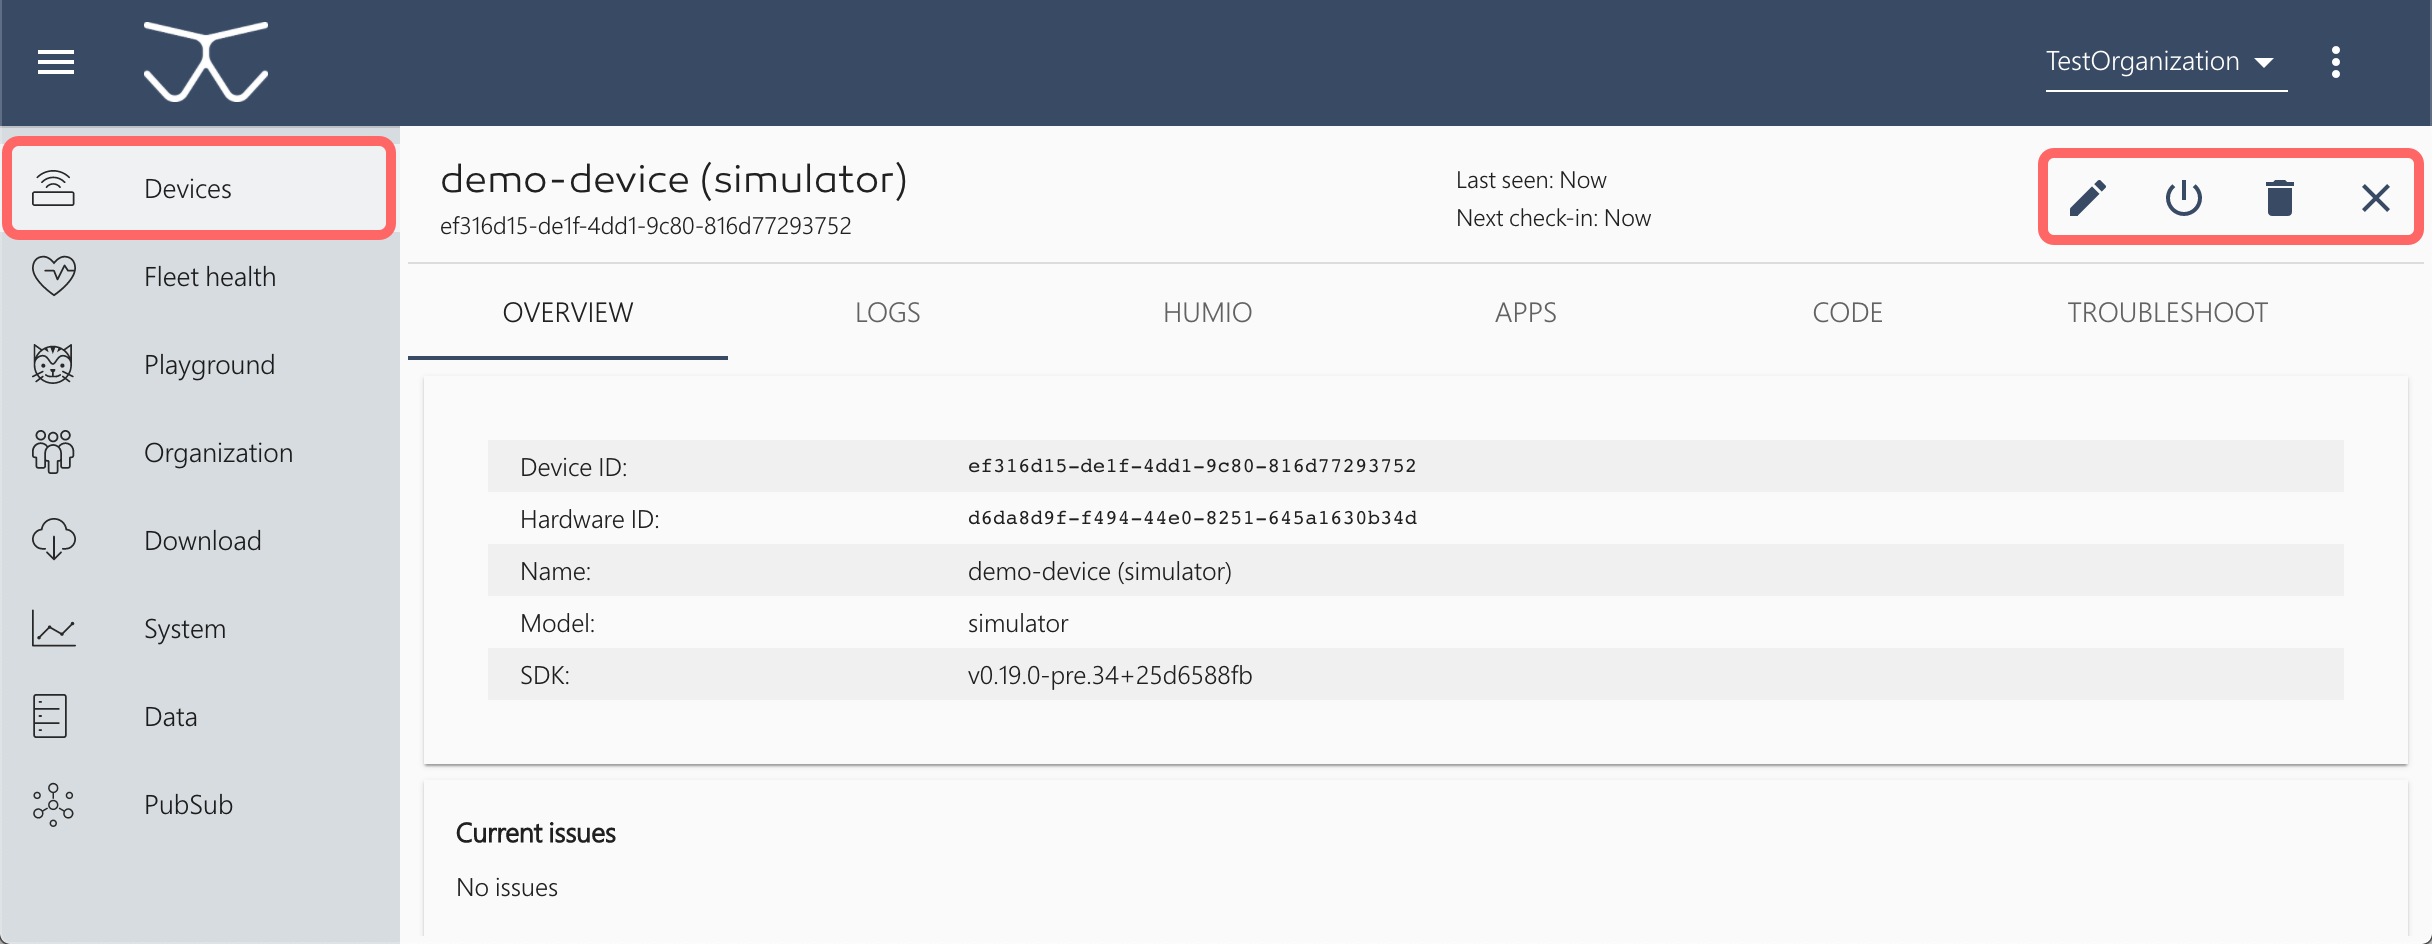 TestOrganization
Devices
Fleet health
Playground
Organization
Download
System
Data
PubSub
demo-device (simulator)
ef316d15-de1f-4dd1-9c80-816d77293752
Last seen: Now
Next check-in: Now
OVERVIEW LOGS HUMIO APPS CODE TROUBLESHOOT
Device ID: ef316d15-de1f-4dd1-9c80-816d77293752
Hardware ID: d6da8d9f-f494-44e0-8251-645a1630b34d
Name: demo-device (simulator)
Model: simulator
SDK: v0.19.0-pre.34+25d6588fb
Current issues
No issues